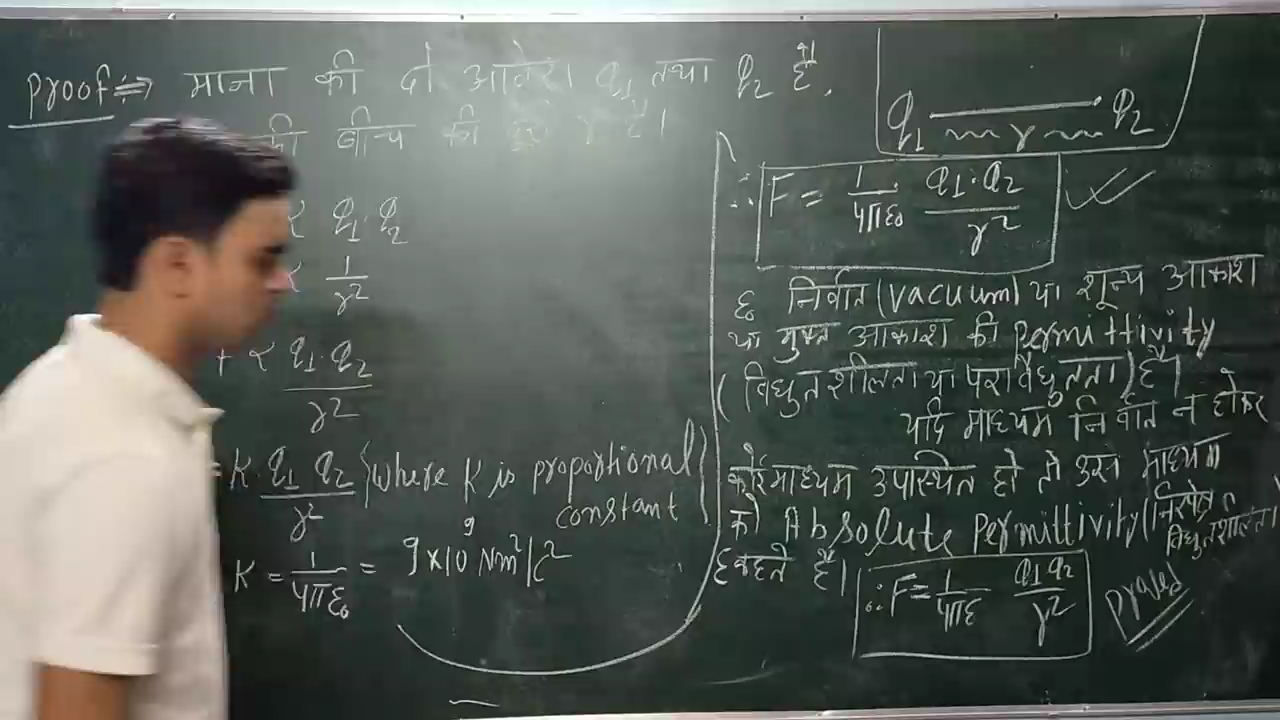 Proof ⇒ माना की दो आवेश q₁ तथा q₂ हैं,
की बीच की दूरी r है।
∝ q₁·q₂
∝ 1/r²
∝ q₁·q₂/r²
= K q₁ q₂/r² {where K is proportional
constant
K = 1/4πε₀ = 9×10⁹ Nm²/C²
q₁ r q₂
∴ F = 1/4πε₀ q₁·q₂/r²
ε₀ निर्वात (vacuum) या शून्य आकाश
या मुक्त आकाश की permittivity
(विधुतशीलता या परावैधुतता) है।
यदि माध्यम निर्वात न होकर
कोई माध्यम उपस्थित हो तो उस माध्यम
को Absolute permittivity (
विधुतशीलता)
ε कहते हैं।
∴ F = 1/4πε q₁ q₂/r²
proved